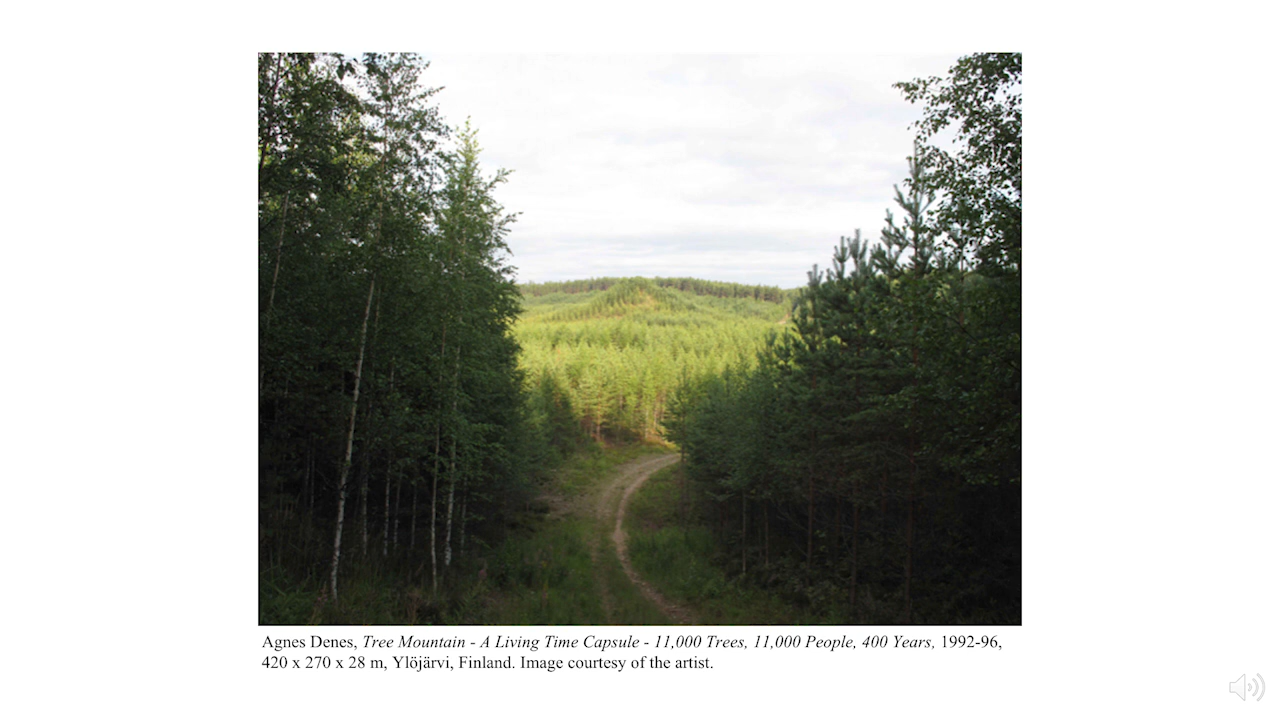 Agnes Denes, Tree Mountain - A Living Time Capsule - 11,000 Trees, 11,000 People, 400 Years, 1992-96,
420 x 270 x 28 m, Ylöjärvi, Finland. Image courtesy of the artist.